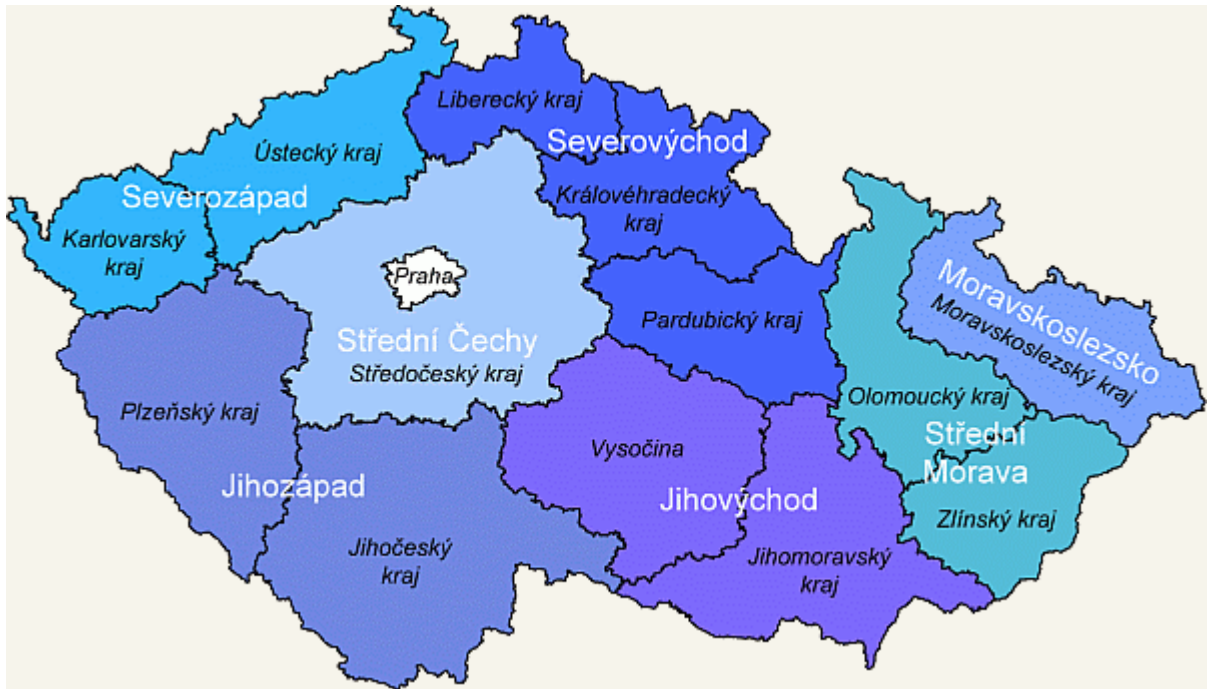 Liberecký kraj
Severovýchod
Ústecký kraj
Severozápad
Královéhradecký
kraj
Karlovarský
kraj
Praha
Moravskoslezsko
Moravskoslezský kraj
Pardubický kraj
Střední Čechy
Středočeský kraj
Plzeňský kraj
Olomoucký kraj
Střední
Morava
Vysočina
Jihozápad
Jihovýchod
Zlínský kraj
Jihočeský
kraj
Jihomoravský
kraj